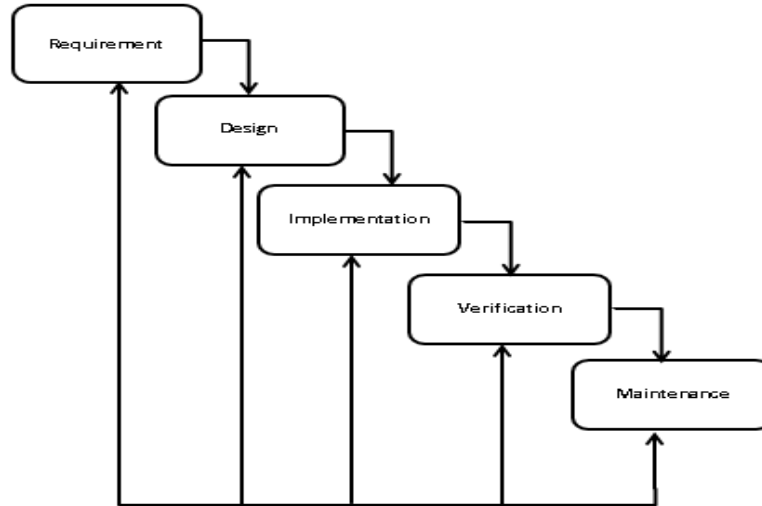 Requirement
Design
Implementation
Verification
Maintenance